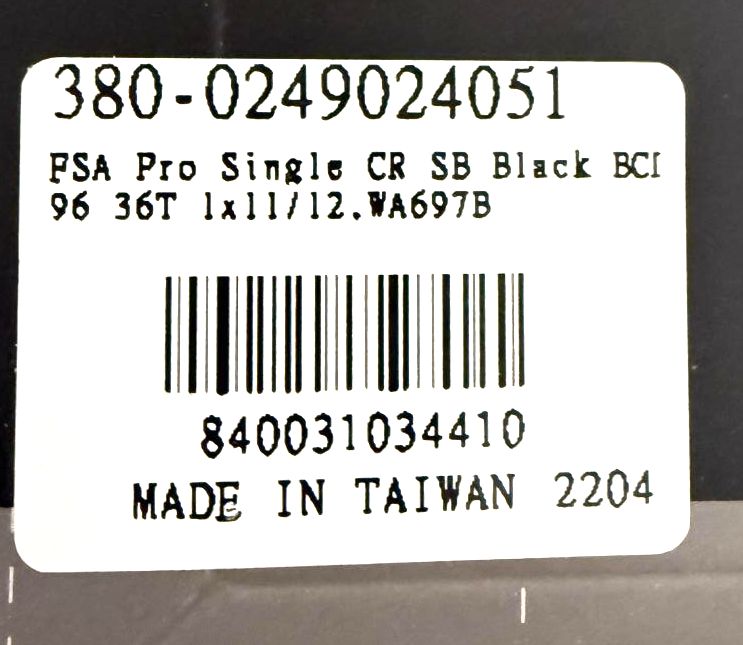 380-0249024051
FSA Pro Single CR SB Black BCI
96 36T 1x11/12.WA697B
840031034410
MADE IN TAIWAN 2204